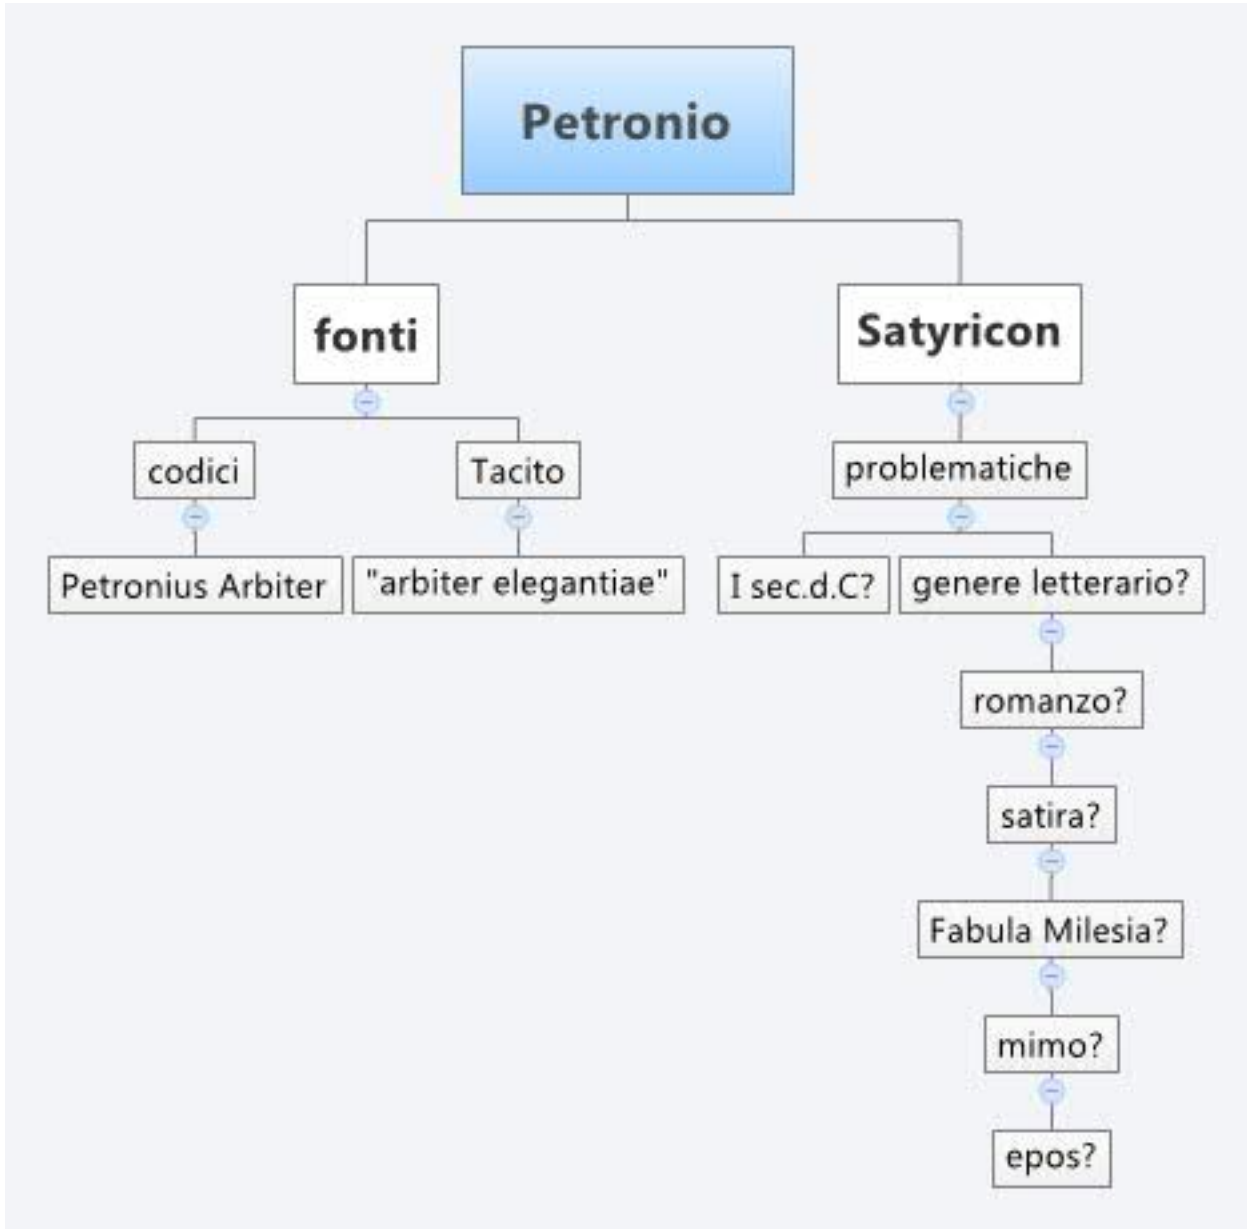 Petronio
fonti
Satyricon
codici
Tacito
problematiche
Petronius Arbiter
"arbiter elegantiae"
I sec.d.C?
genere letterario?
romanzo?
satira?
Fabula Milesia?
mimo?
epos?